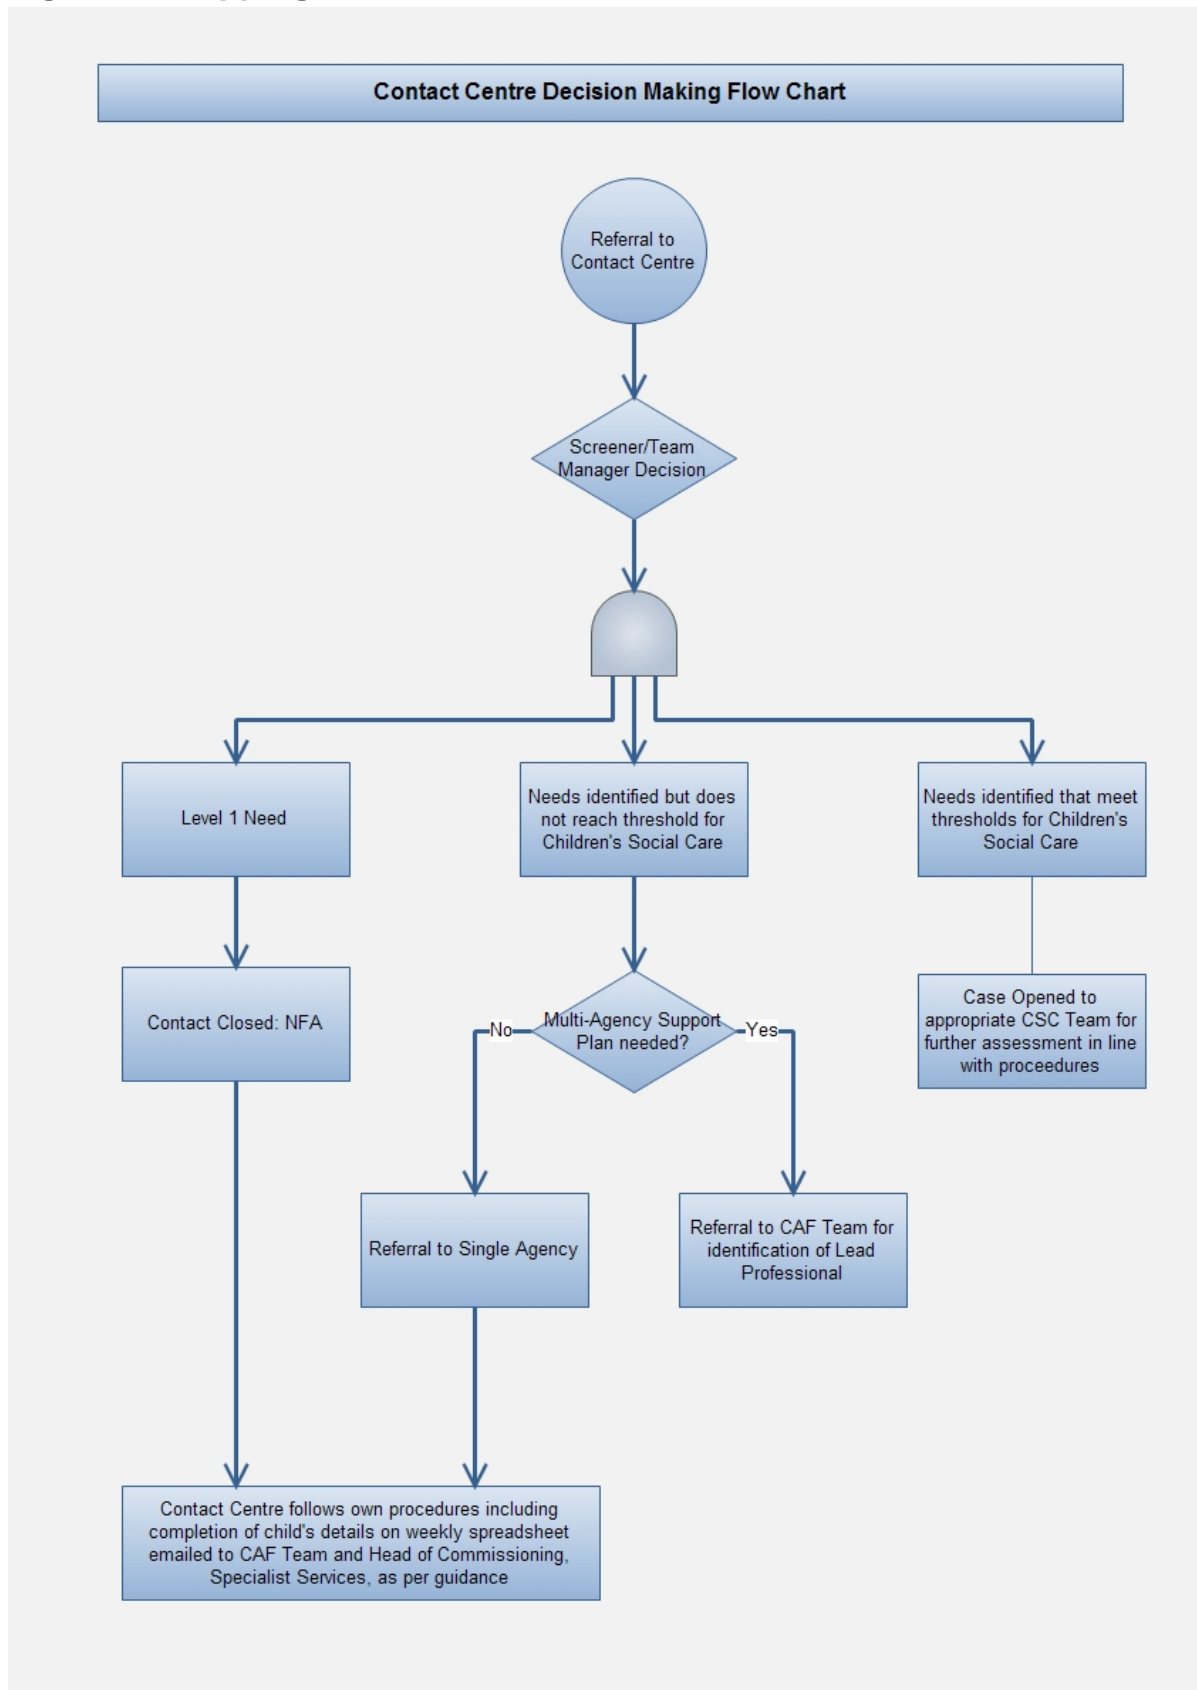 Contact Centre Decision Making Flow Chart
Referral to
Contact Centre
Screener/Team
Manager Decision
Level 1 Need
Needs identified but does
not reach threshold for
Children's Social Care
Needs identified that meet
thresholds for Children's
Social Care
Contact Closed: NFA
No
Multi-Agency Support
Plan needed?
Yes
Case Opened to
appropriate CSC Team for
further assessment in line
with proceedures
Referral to Single Agency
Referral to CAF Team for
identification of Lead
Professional
Contact Centre follows own procedures including
completion of child's details on weekly spreadsheet
emailed to CAF Team and Head of Commissioning,
Specialist Services, as per guidance